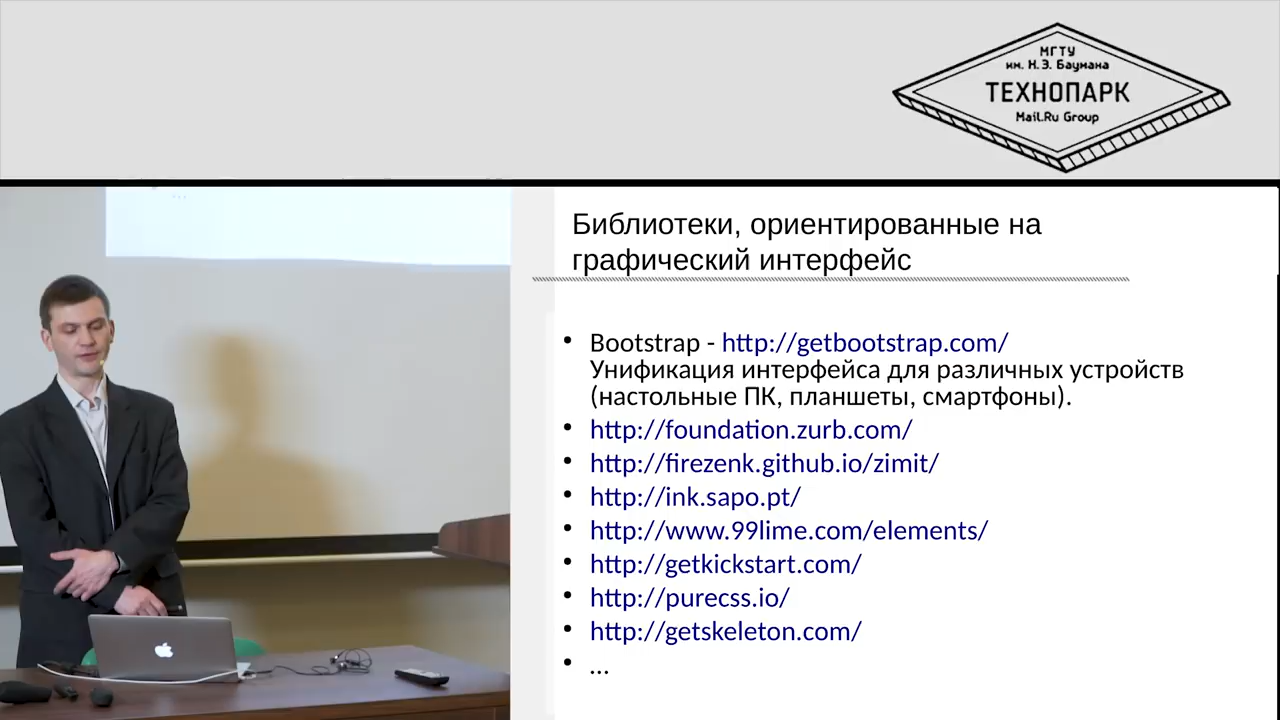 МГТУ
им. Н.Э. Баумана
ТЕХНОПАРК
Mail.Ru Group
Библиотеки, ориентированные на
графический интерфейс
• Bootstrap - http://getbootstrap.com/
Унификация интерфейса для различных устройств
(настольные ПК, планшеты, смартфоны).
• http://foundation.zurb.com/
• http://firezenk.github.io/zimit/
• http://ink.sapo.pt/
• http://www.99lime.com/elements/
• http://getkickstart.com/
• http://purecss.io/
• http://getskeleton.com/
• ...